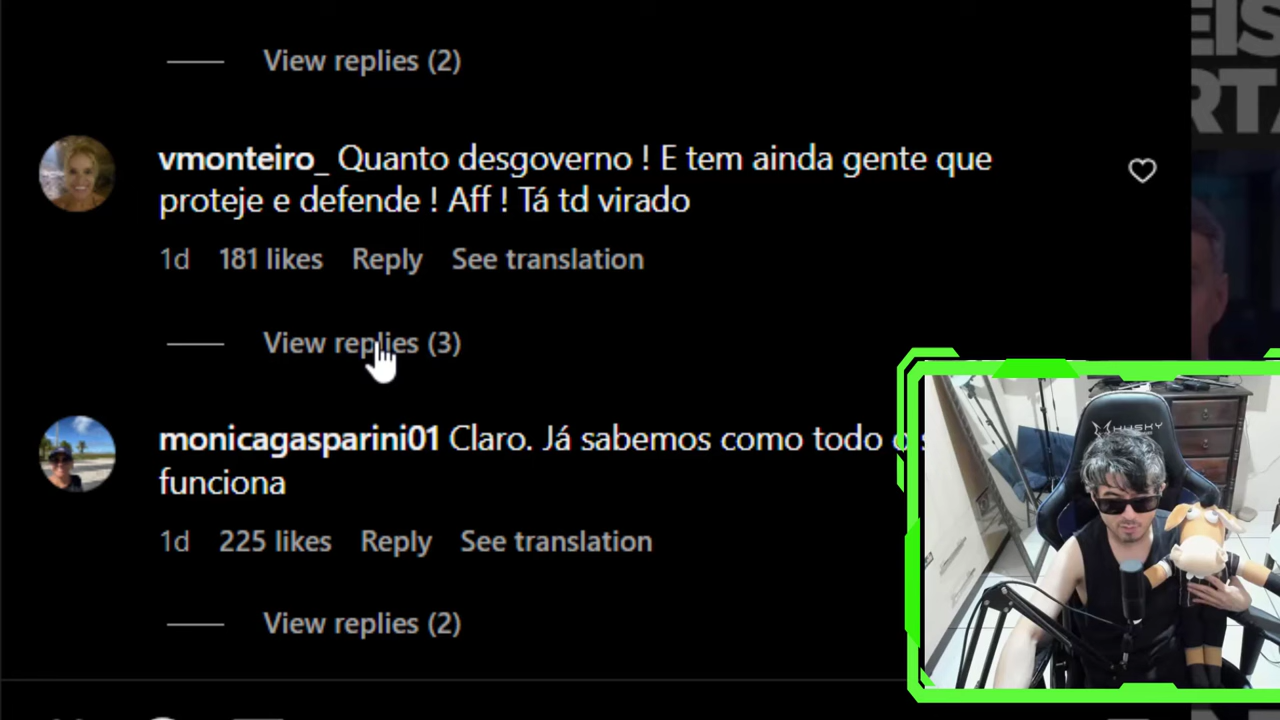 View replies (2)
vmonteiro_ Quanto desgoverno ! E tem ainda gente que
proteje e defende ! Aff ! Tá td virado
1d 181 likes Reply See translation
View replies (3)
monicagasparini01 Claro. Já sabemos como todo
funciona
1d 225 likes Reply See translation
View replies (2)
HUSKY